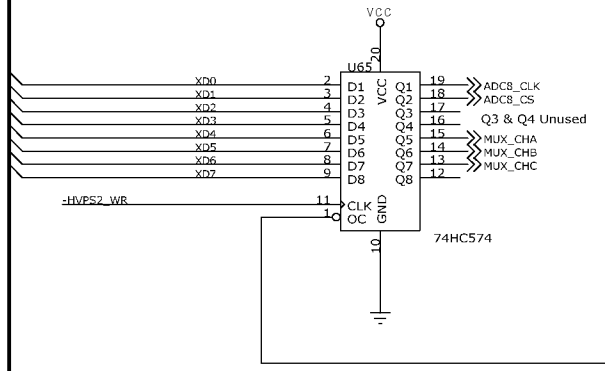 VCC
20
U65
XD0 2 D1 VCC Q1 19 ADC8_CLK
XD1 3 D2 Q2 18 ADC8_CS
XD2 4 D3 Q3 17
XD3 5 D4 Q4 16 Q3 & Q4 Unused
XD4 6 D5 Q5 15 MUX_CHA
XD5 7 D6 Q6 14 MUX_CHB
XD6 8 D7 Q7 13 MUX_CHC
XD7 9 D8 Q8 12
-HVPS2_WR 11 CLK GND
1 OC
10
74HC574